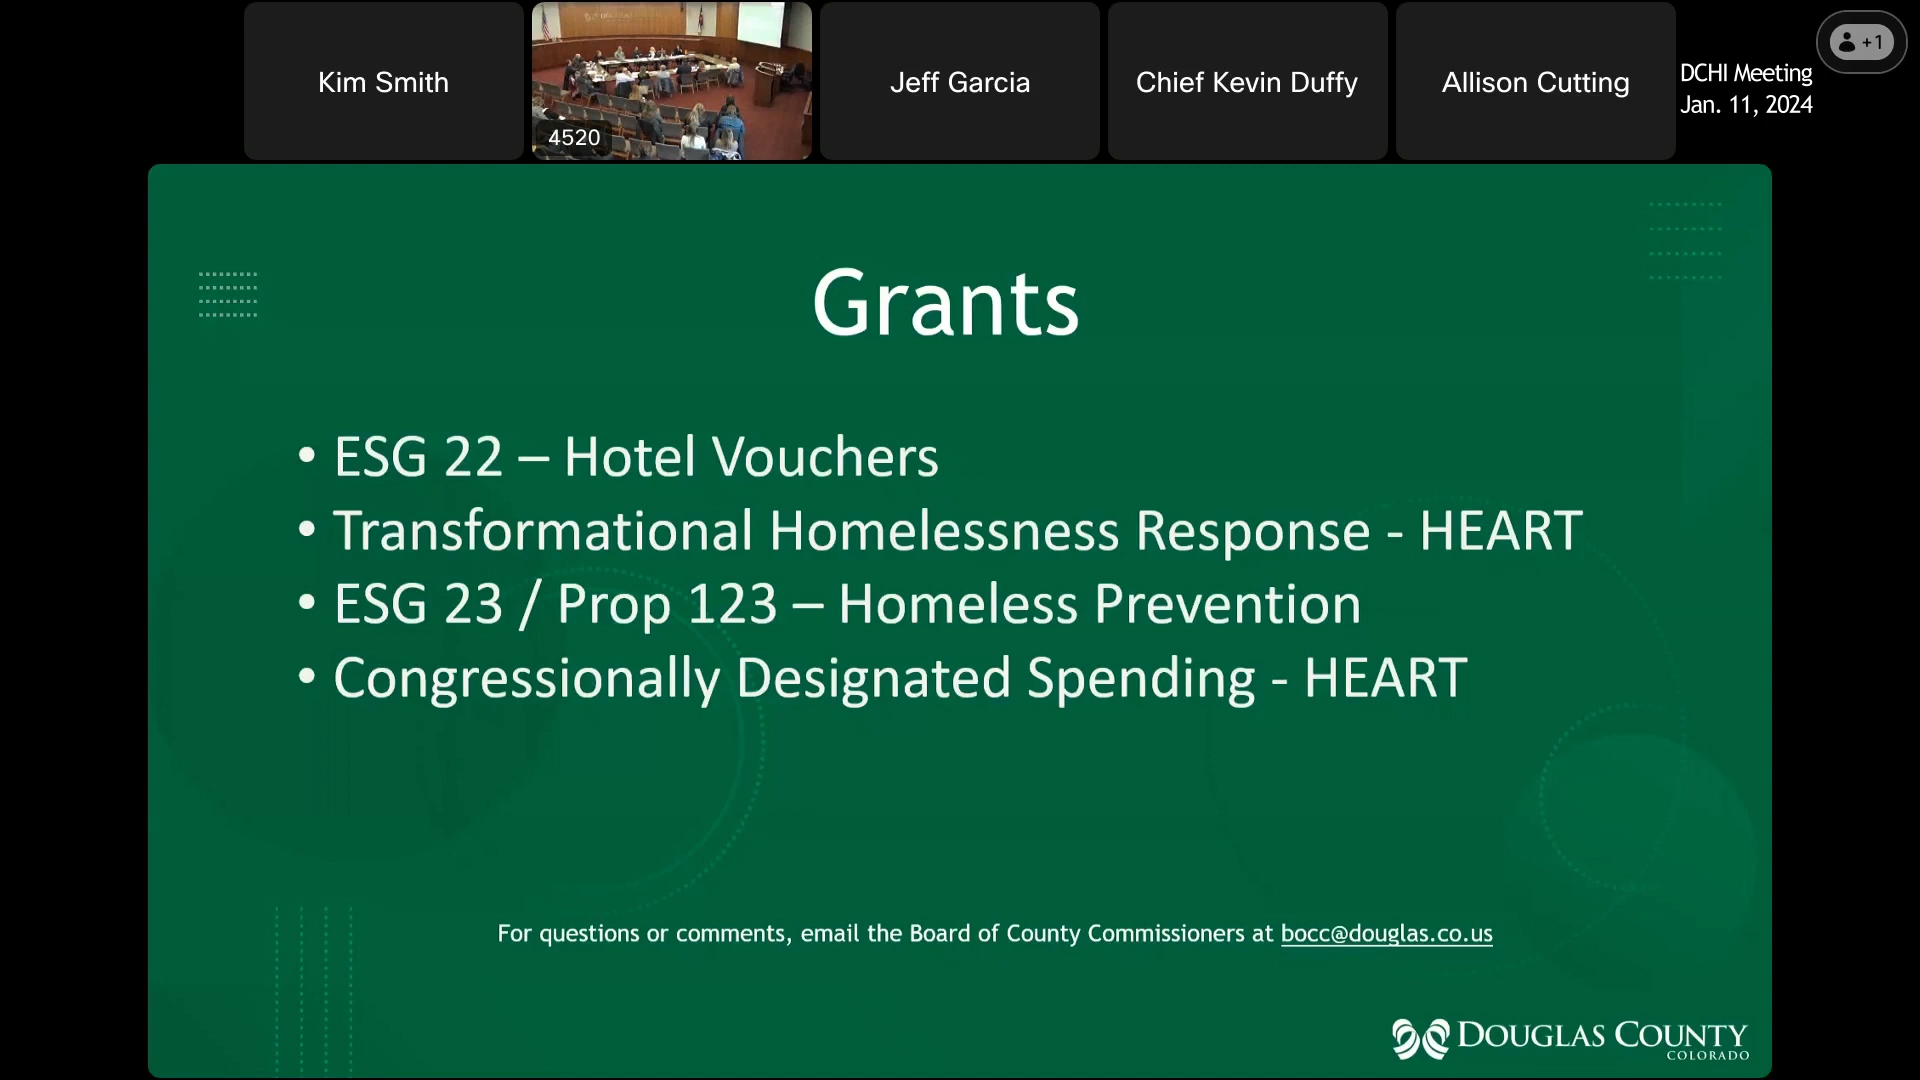 Kim Smith
4520
Jeff Garcia
Chief Kevin Duffy
Allison Cutting
+1
DCHI Meeting
Jan. 11, 2024
Grants
• ESG 22 – Hotel Vouchers
• Transformational Homelessness Response - HEART
• ESG 23 / Prop 123 – Homeless Prevention
• Congressionally Designated Spending - HEART
For questions or comments, email the Board of County Commissioners at bocc@douglas.co.us
DOUGLAS COUNTY
COLORADO